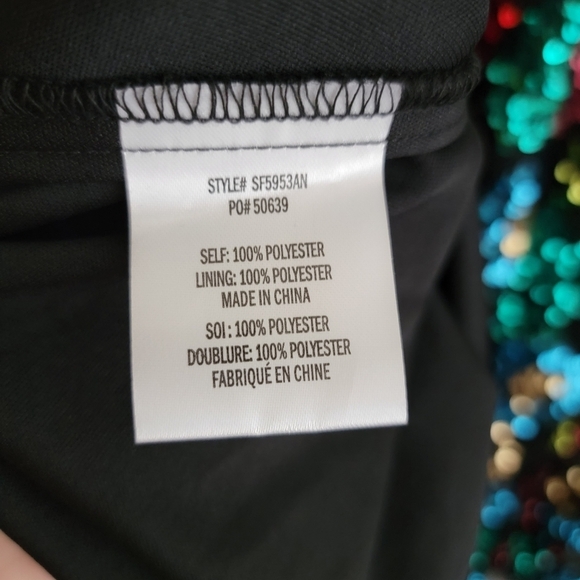 STYLE# SF5953AN
PO# 50639
SELF: 100% POLYESTER
LINING: 100% POLYESTER
MADE IN CHINA
SOI : 100% POLYESTER
DOUBLURE: 100% POLYESTER
FABRIQUÉ EN CHINE